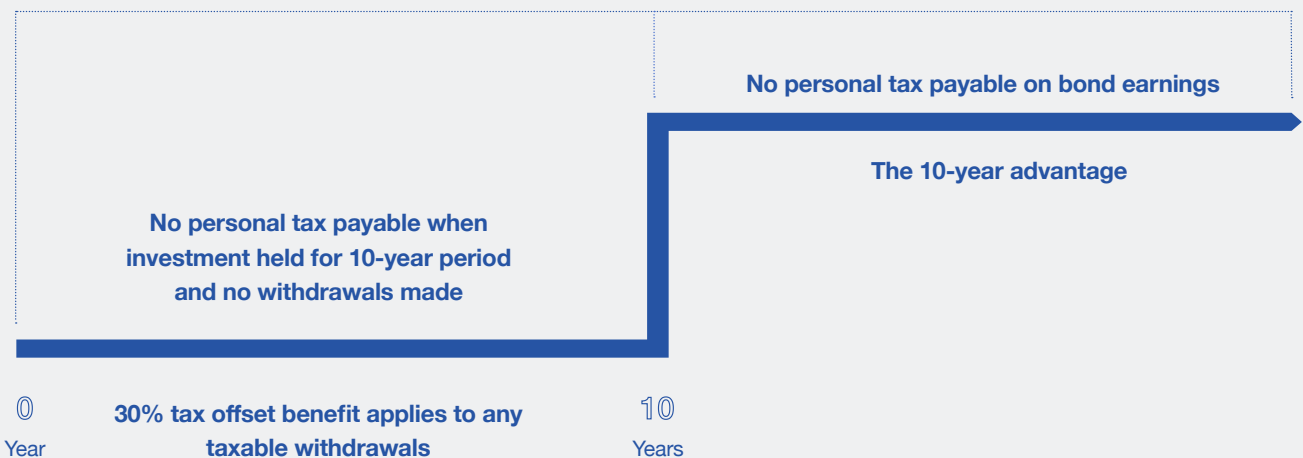 No personal tax payable on bond earnings
The 10-year advantage
No personal tax payable when
investment held for 10-year period
and no withdrawals made
0
Year
30% tax offset benefit applies to any
taxable withdrawals
10
Years